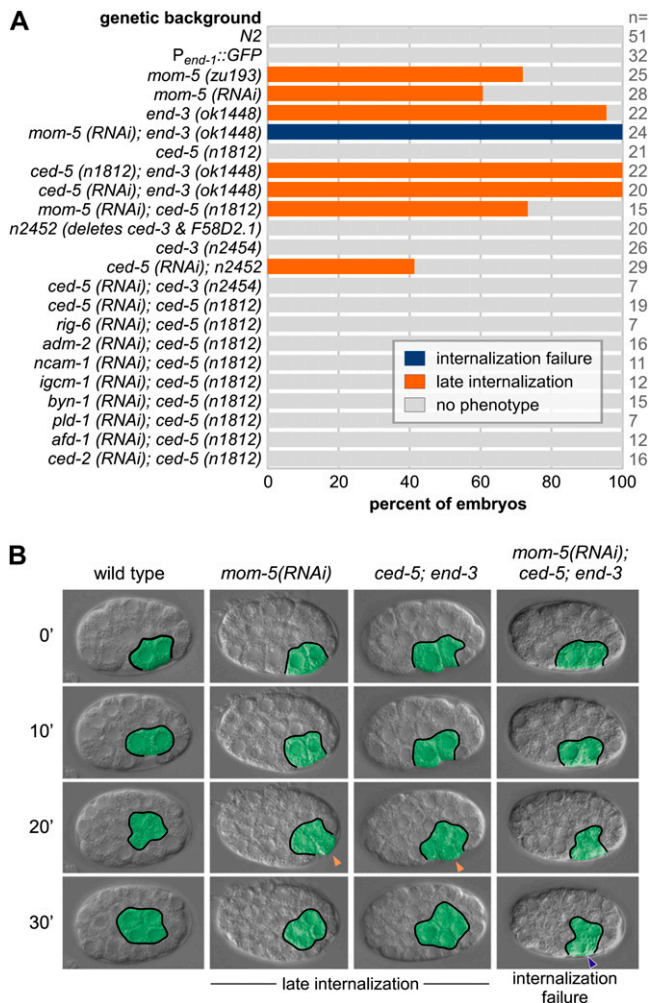 A
genetic background n=
N2 51
Pend-1::GFP 32
mom-5 (zu193) 25
mom-5 (RNAi) 28
end-3 (ok1448) 22
mom-5 (RNAi); end-3 (ok1448) 24
ced-5 (n1812) 21
ced-5 (n1812); end-3 (ok1448) 22
ced-5 (RNAi); end-3 (ok1448) 20
mom-5 (RNAi); ced-5 (n1812) 15
n2452 (deletes ced-3 & F58D2.1) 20
ced-3 (n2454) 26
ced-5 (RNAi); n2452 29
ced-5 (RNAi); ced-3 (n2454) 7
ced-5 (RNAi); ced-5 (n1812) 19
rig-6 (RNAi); ced-5 (n1812) 7
adm-2 (RNAi); ced-5 (n1812) 16
ncam-1 (RNAi); ced-5 (n1812) 11
igcm-1 (RNAi); ced-5 (n1812) 12
byn-1 (RNAi); ced-5 (n1812) 15
pld-1 (RNAi); ced-5 (n1812) 7
afd-1 (RNAi); ced-5 (n1812) 12
ced-2 (RNAi); ced-5 (n1812) 16
internalization failure
late internalization
no phenotype
0 20 40 60 80 100
percent of embryos
B
wild type
mom-5(RNAi)
ced-5; end-3
mom-5(RNAi);
ced-5; end-3
0'
10'
20'
30'
late internalization
internalization
failure